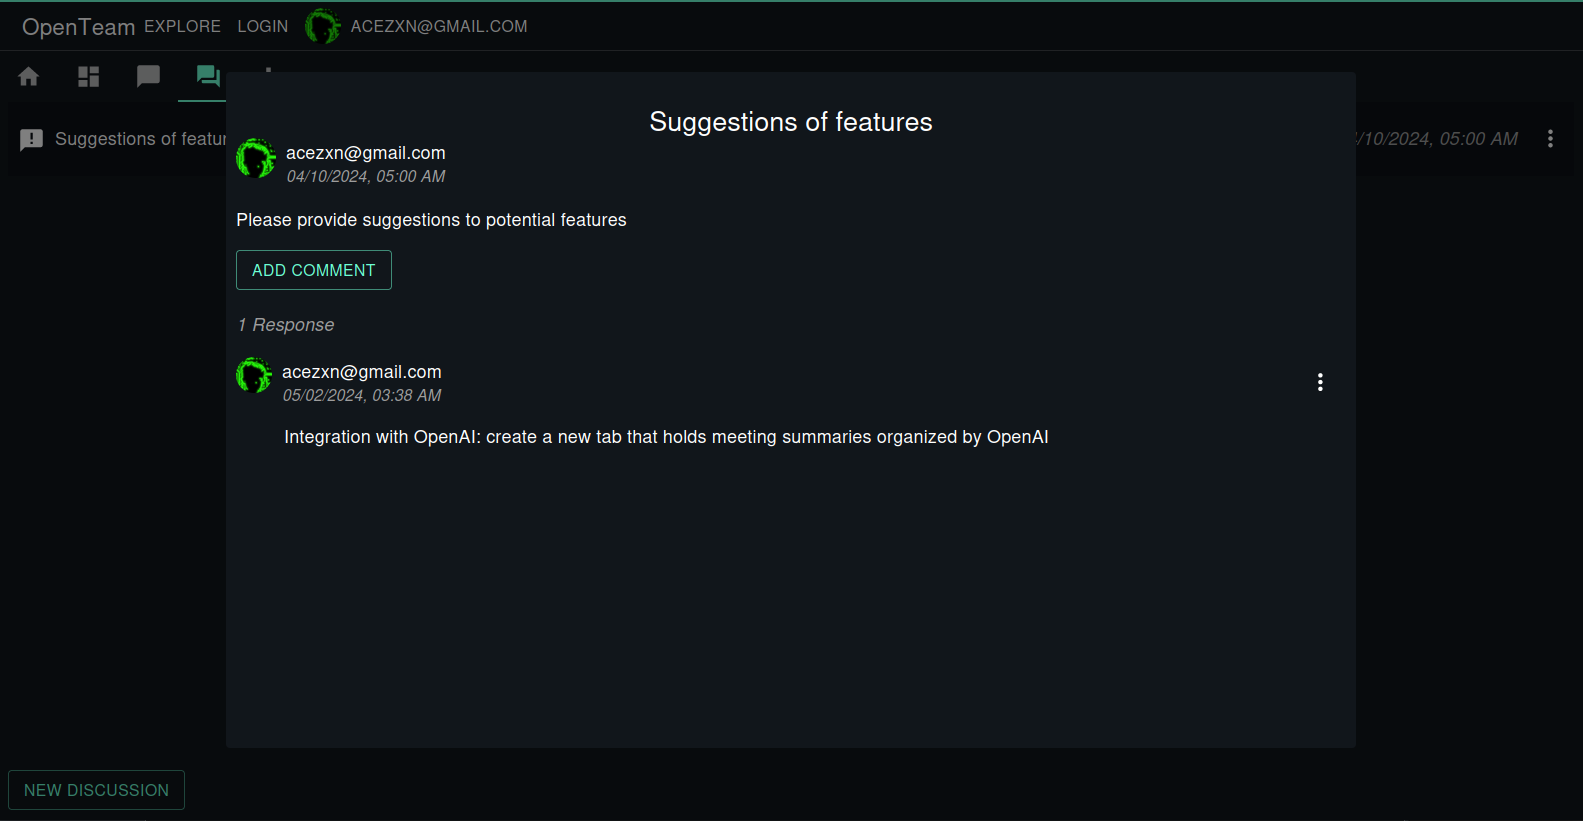 OpenTeam EXPLORE LOGIN ACEZXN@GMAIL.COM
Suggestions of featur
/10/2024, 05:00 AM
Suggestions of features
acezxn@gmail.com
04/10/2024, 05:00 AM
Please provide suggestions to potential features
ADD COMMENT
1 Response
acezxn@gmail.com
05/02/2024, 03:38 AM
Integration with OpenAI: create a new tab that holds meeting summaries organized by OpenAI
NEW DISCUSSION